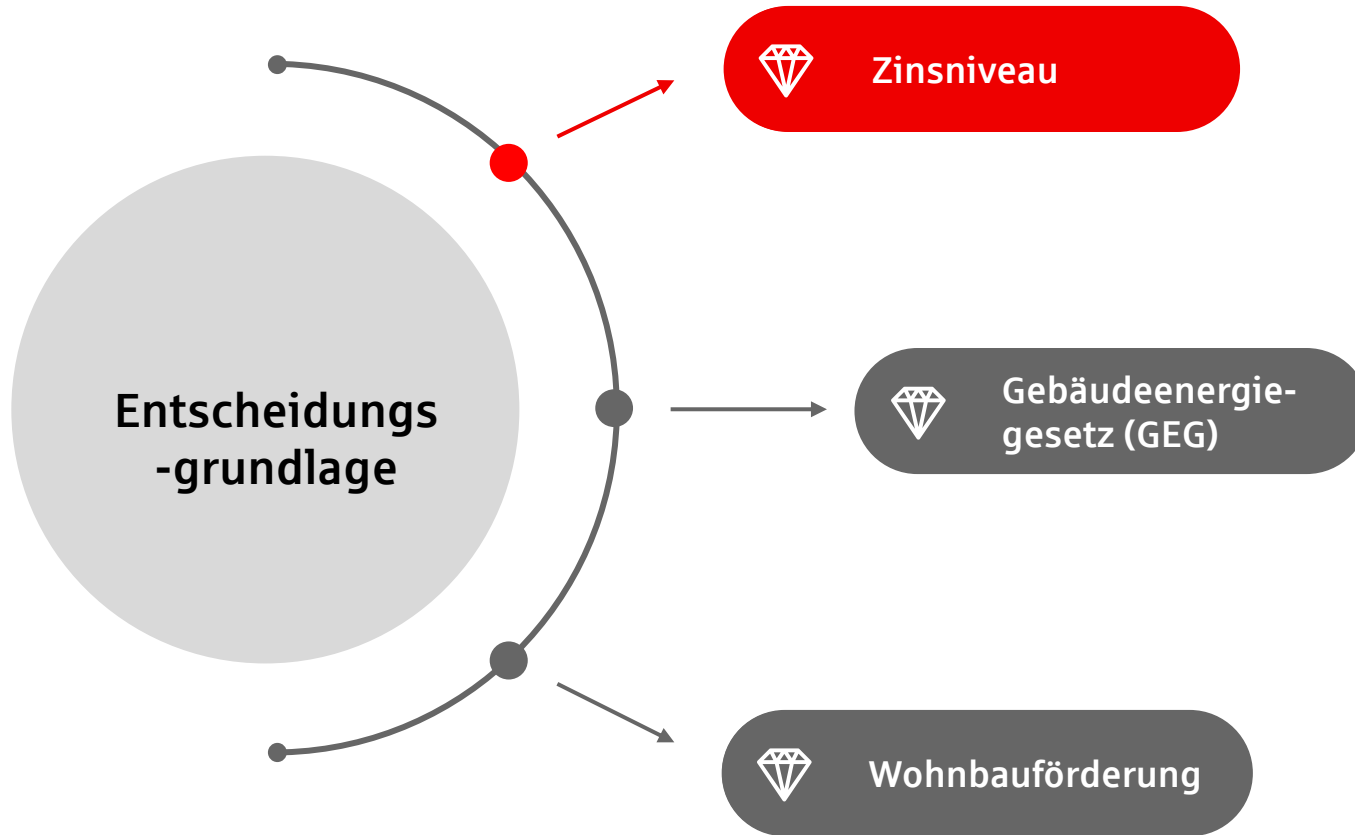 Zinsniveau
Entscheidungs
-grundlage
Gebäudeenergie-
gesetz (GEG)
Wohnbauförderung